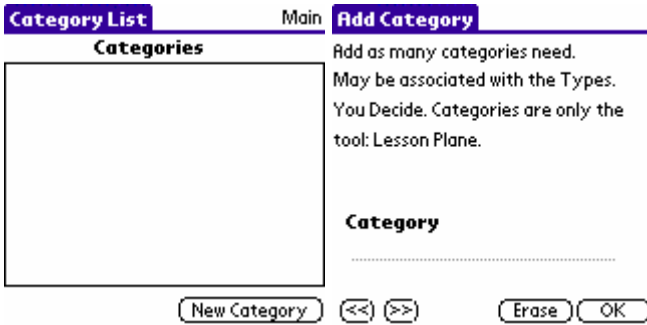 Category List Main
Categories
New Category
Add Category
Add as many categories need.
May be associated with the Types.
You Decide. Categories are only the
tool: Lesson Plane.
Category
<< >> Erase OK